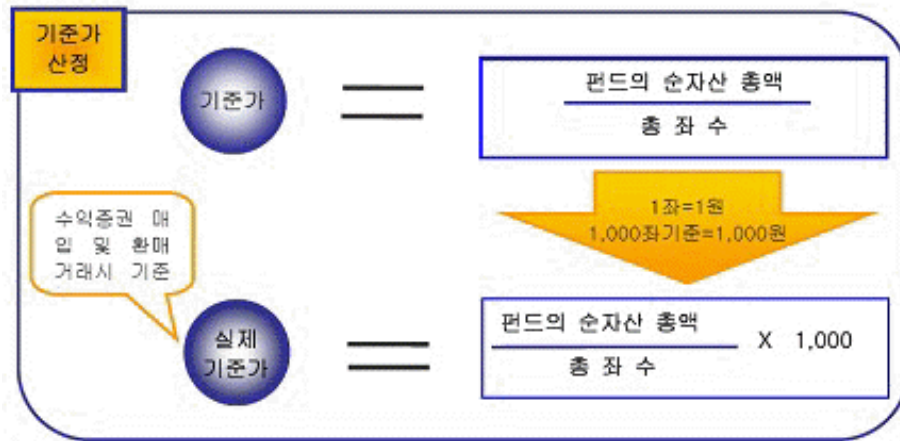 기준가
산정
기준가
펀드의 순자산 총액
총 좌 수
1좌=1원
1,000좌기준=1,000원
수익증권 매
입 및 환매
거래시 기준
실제
기준가
펀드의 순자산 총액
총 좌 수
X 1,000